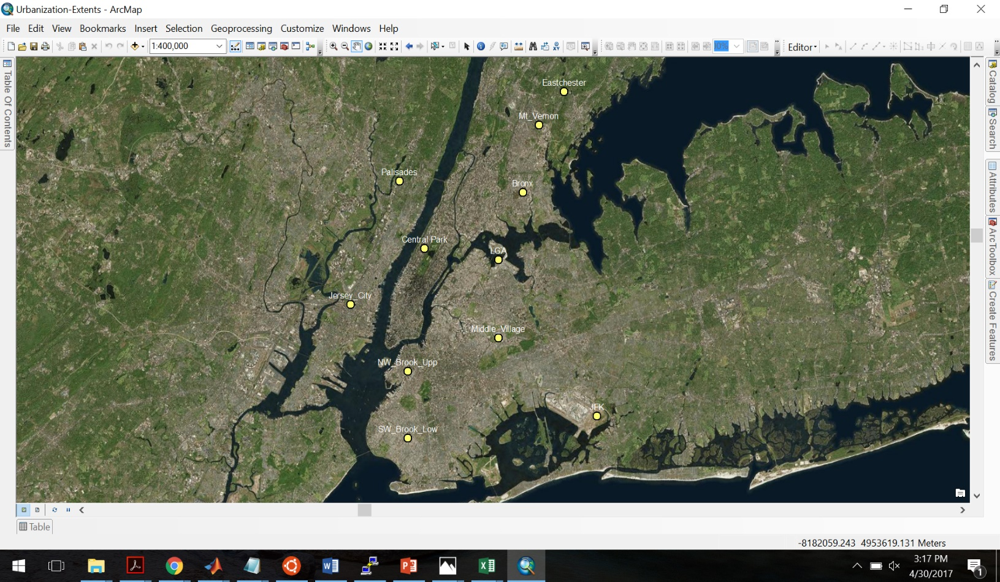 Urbanization-Extents - ArcMap
File Edit View Bookmarks Insert Selection Geoprocessing Customize Windows Help
1:400,000
Editor
Table Of Contents
Catalog
Search
Attributes
ArcToolbox
Create Features
Eastchester
Mt_Vernon
Palisades
Bronx
Central Park
LGA
Jersey_City
Middle_Village
NW_Brook_Upp
JFK
SW_Brook_Low
Table
-8182059.243 4953619.131 Meters
3:17 PM
4/30/2017
1